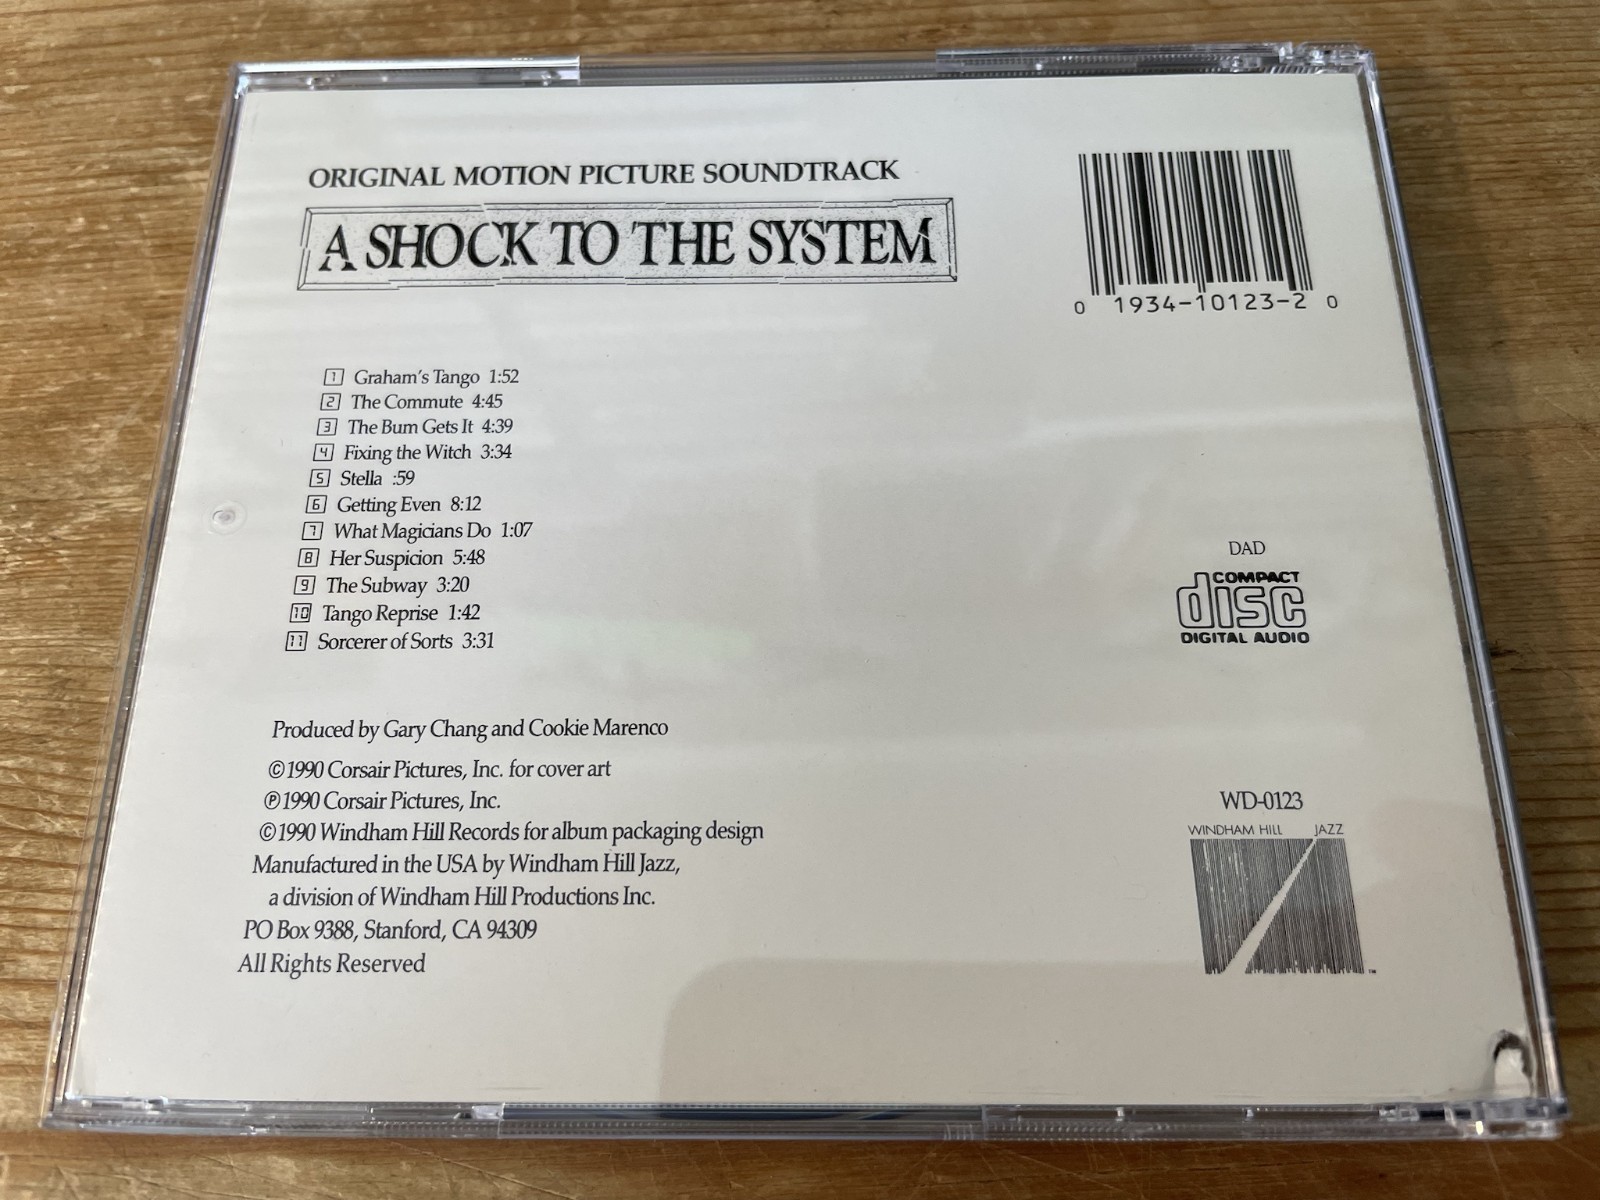 ORIGINAL MOTION PICTURE SOUNDTRACK
A SHOCK TO THE SYSTEM
0 1934-10123-2 0
1 Graham's Tango 1:52
2 The Commute 4:45
3 The Bum Gets It 4:39
4 Fixing the Witch 3:34
5 Stella :59
6 Getting Even 8:12
7 What Magicians Do 1:07
8 Her Suspicion 5:48
9 The Subway 3:20
10 Tango Reprise 1:42
11 Sorcerer of Sorts 3:31
DAD
COMPACT
disc
DIGITAL AUDIO
Produced by Gary Chang and Cookie Marenco
©1990 Corsair Pictures, Inc. for cover art
℗1990 Corsair Pictures, Inc.
©1990 Windham Hill Records for album packaging design
Manufactured in the USA by Windham Hill Jazz,
a division of Windham Hill Productions Inc.
PO Box 9388, Stanford, CA 94309
All Rights Reserved
WD-0123
WINDHAM HILL JAZZ
™